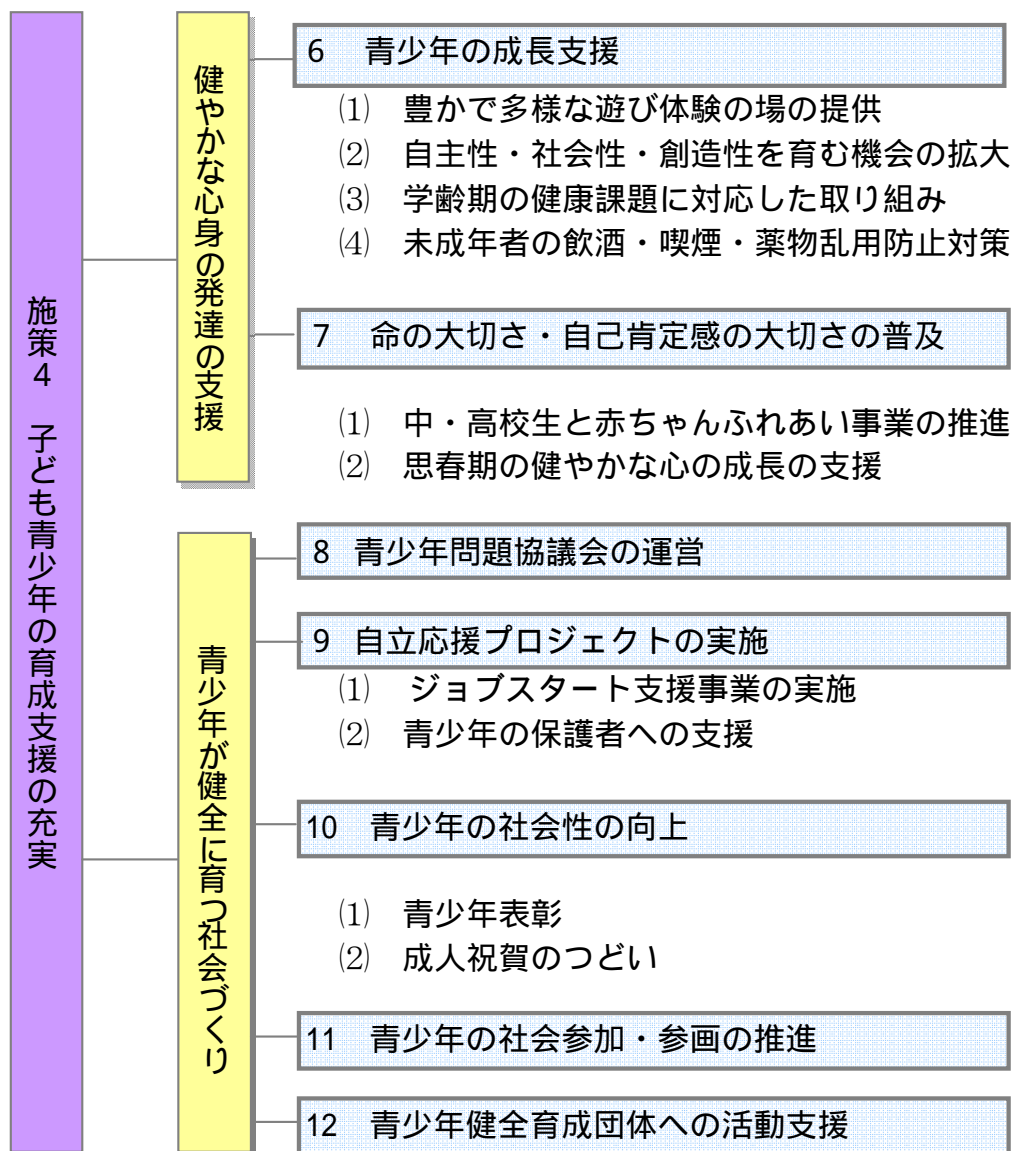 施策4 子ども青少年の育成支援の充実
健やかな心身の発達の支援
6 青少年の成長支援
⑴ 豊かで多様な遊び体験の場の提供
⑵ 自主性・社会性・創造性を育む機会の拡大
⑶ 学齢期の健康課題に対応した取り組み
⑷ 未成年者の飲酒・喫煙・薬物乱用防止対策
7 命の大切さ・自己肯定感の大切さの普及
⑴ 中・高校生と赤ちゃんふれあい事業の推進
⑵ 思春期の健やかな心の成長の支援
青少年が健全に育つ社会づくり
8 青少年問題協議会の運営
9 自立応援プロジェクトの実施
⑴ ジョブスタート支援事業の実施
⑵ 青少年の保護者への支援
10 青少年の社会性の向上
⑴ 青少年表彰
⑵ 成人祝賀のつどい
11 青少年の社会参加・参画の推進
12 青少年健全育成団体への活動支援